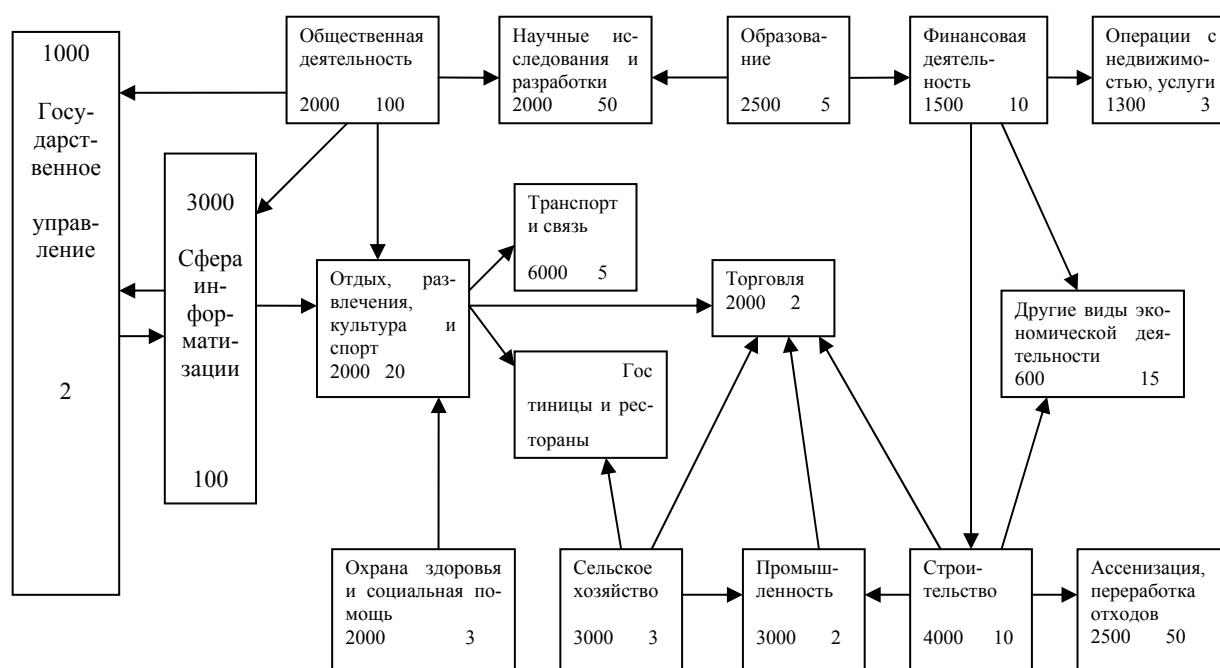 1000
Госу-
дарст-
венное
управ-
ление
2
Общественная
деятельность
2000 100
Научные ис-
следования и
разработки
2000 50
Образова-
ние
2500 5
Финансовая
деятель-
ность
1500 10
Операции с
недвижимо-
стью, услуги
1300 3
3000
Сфера
ин-
фор-
мати-
зации
100
Транспорт
и связь
6000 5
Отдых, раз-
влечения,
культура и
спорт
2000 20
Торговля
2000 2
Другие виды эко-
номической дея-
тельности
600 15
Гос
тиницы и рес-
тораны
Охрана здоровья
и социальная по-
мощь
2000 3
Сельское
хозяйство
3000 3
Промыш-
ленность
3000 2
Строи-
тельство
4000 10
Ассенизация,
переработка
отходов
2500 50